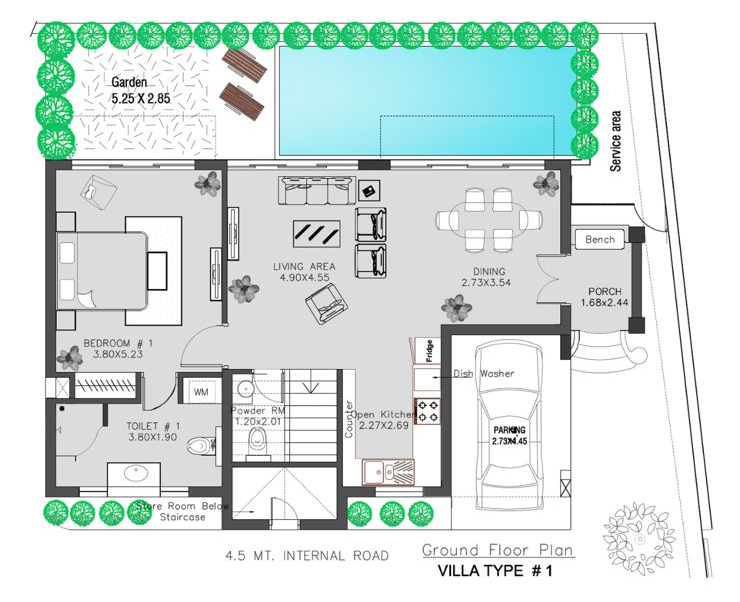 Garden
5.25 X 2.85
Service area
Bench
LIVING AREA
4.90X4.55
DINING
2.73X3.54
PORCH
1.68x2.44
BEDROOM # 1
3.80X5.23
Fridge
Dish Washer
WM
Powder RM
1.20x2.01
Counter
Open Kitchen
2.27X2.69
TOILET # 1
3.80X1.90
PARKING
2.73X4.45
Store Room Below
Staircase
4.5 MT. INTERNAL ROAD
Ground Floor Plan
VILLA TYPE # 1